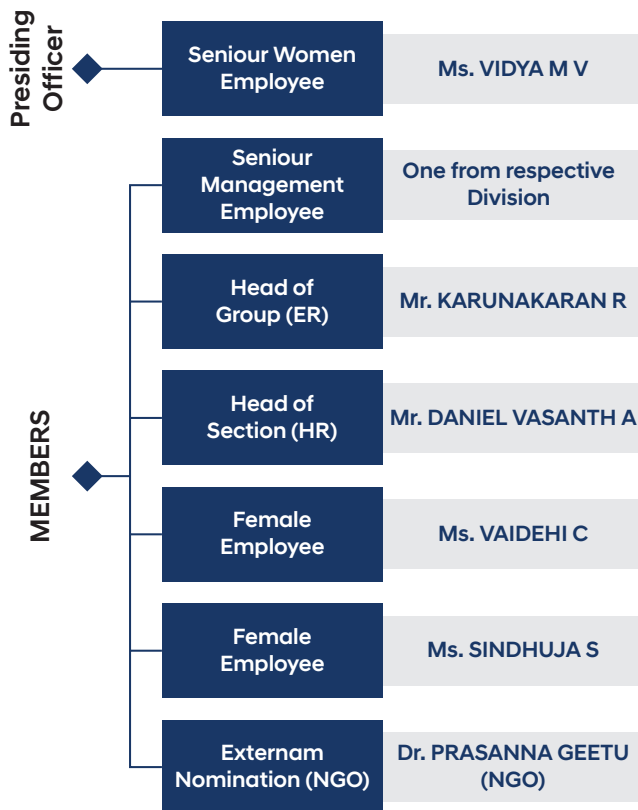 Presiding
Officer
Seniour Women
Employee
Ms. VIDYA M V
MEMBERS
Seniour
Management
Employee
One from respective
Division
Head of
Group (ER)
Mr. KARUNAKARAN R
Head of
Section (HR)
Mr. DANIEL VASANTH A
Female
Employee
Ms. VAIDEHI C
Female
Employee
Ms. SINDHUJA S
Externam
Nomination (NGO)
Dr. PRASANNA GEETU
(NGO)